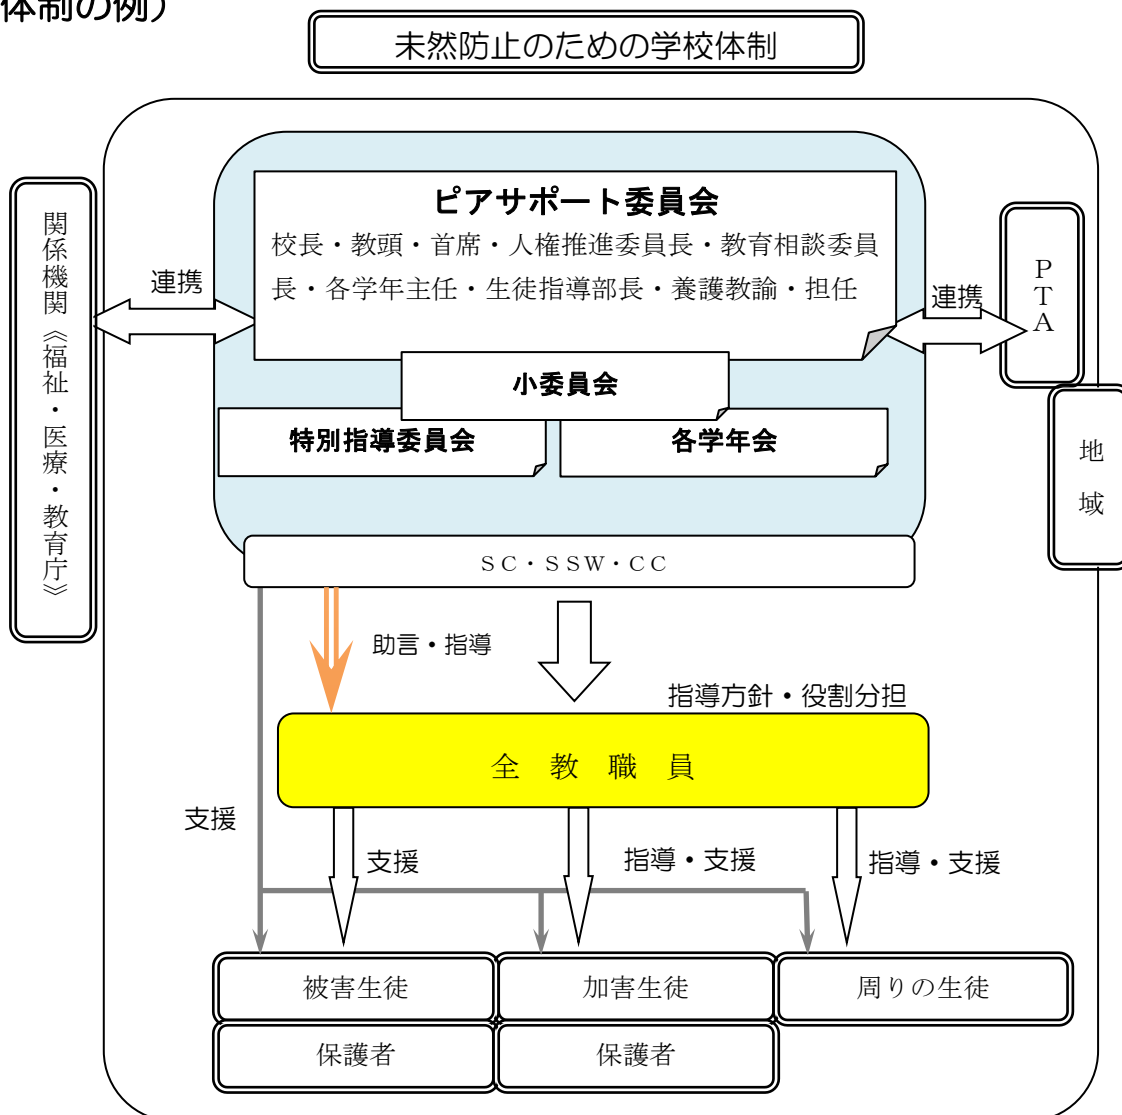 体制の例）
未然防止のための学校体制
ピアサポート委員会
校長・教頭・首席・人権推進委員長・教育相談委員
長・各学年主任・生徒指導部長・養護教諭・担任
関係機関《福祉・医療・教育庁》
連携
連携
PTA
小委員会
特別指導委員会
各学年会
地域
SC・SSW・CC
助言・指導
指導方針・役割分担
全教職員
支援
支援
指導・支援
指導・支援
被害生徒
加害生徒
周りの生徒
保護者
保護者